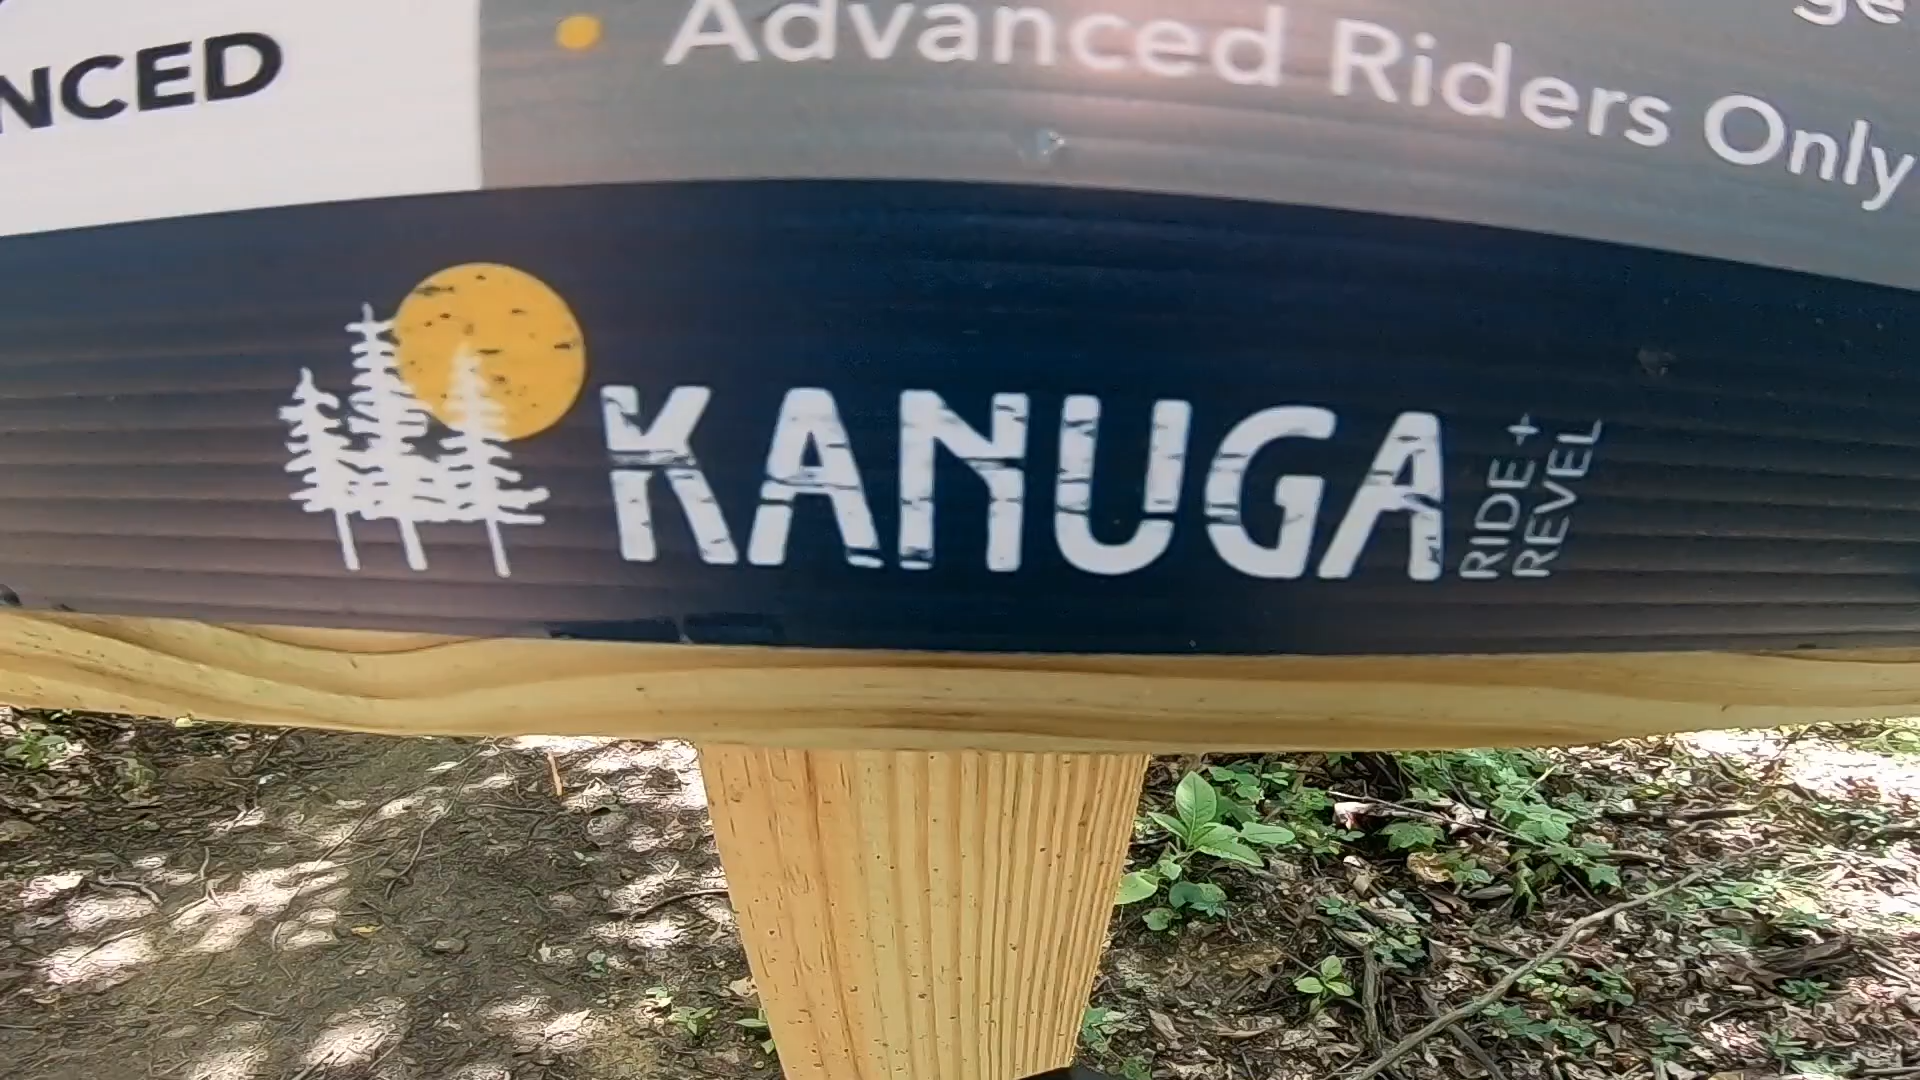 NCED
Advanced Riders Only
KANUGA
RIDE +
REVEL